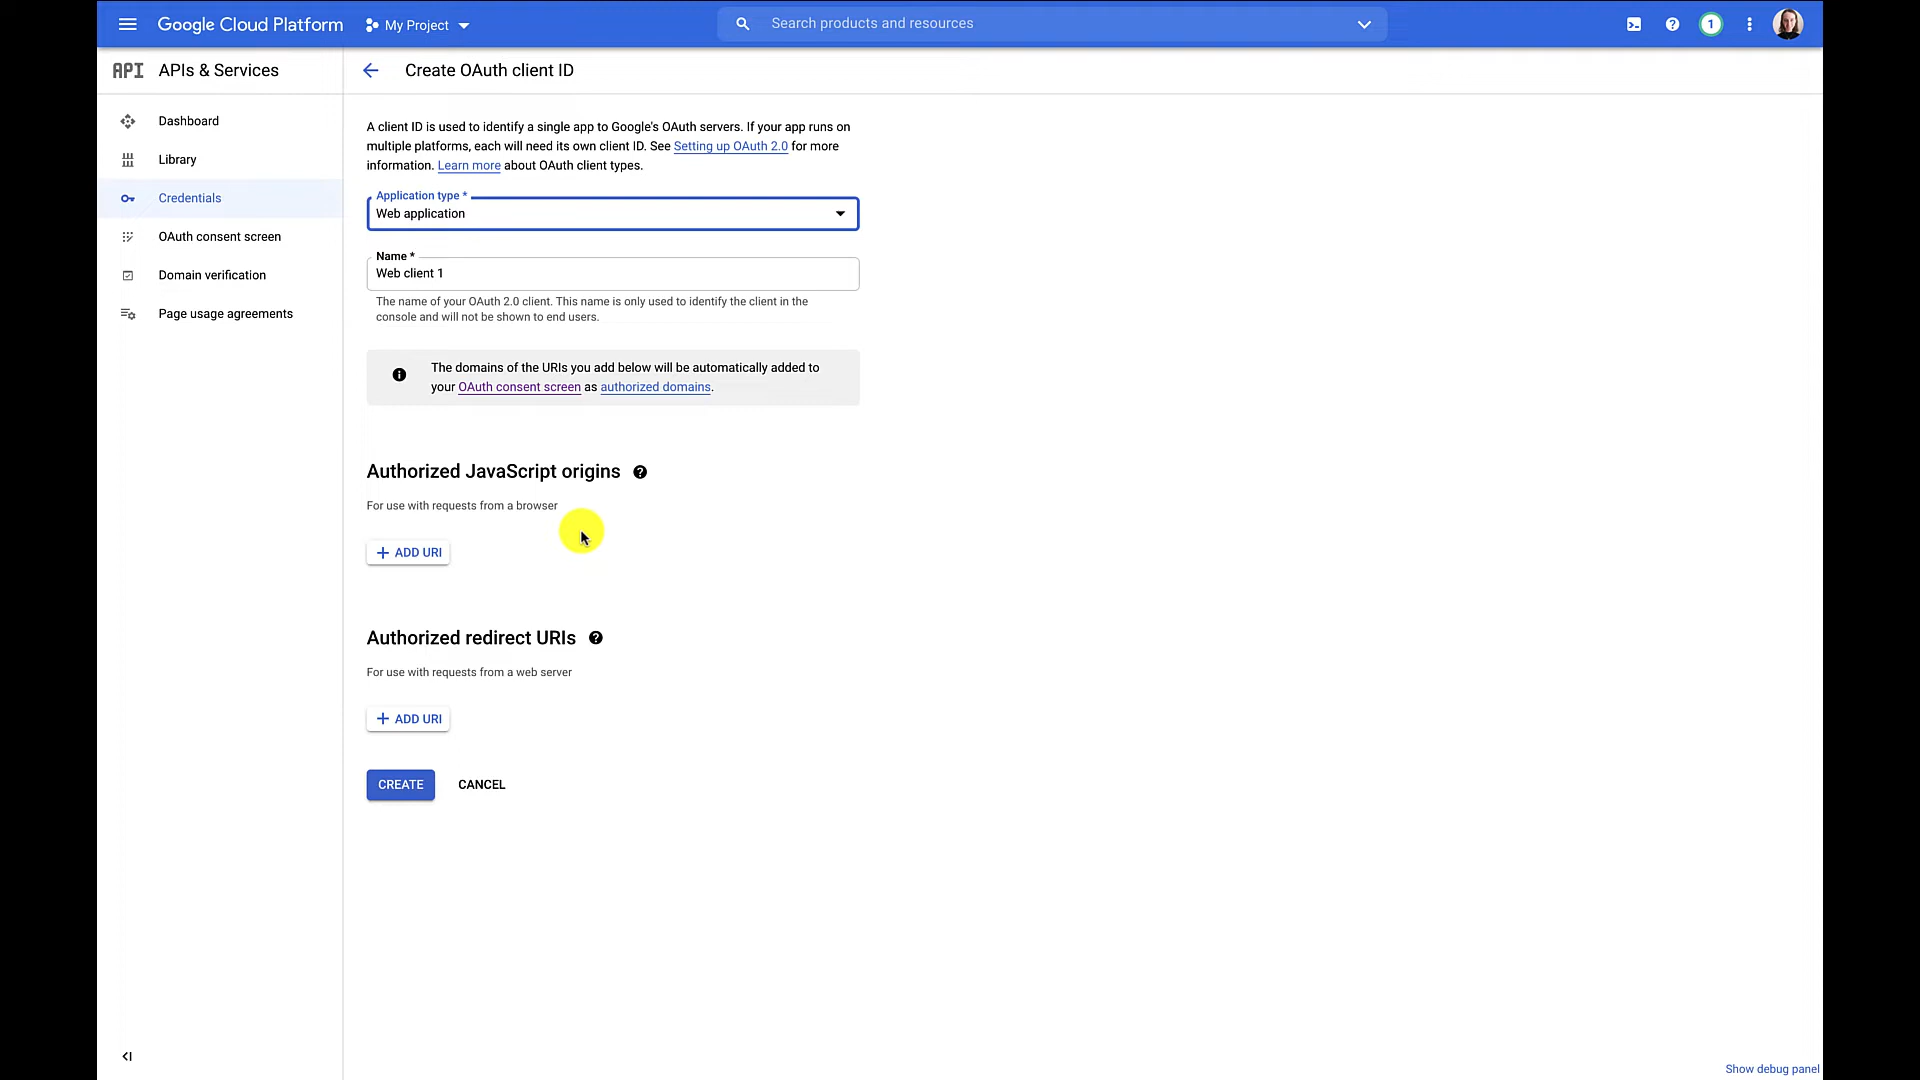 Google Cloud Platform
My Project
Search products and resources
1
API APIs & Services
Create OAuth client ID
Dashboard
Library
Credentials
OAuth consent screen
Domain verification
Page usage agreements
A client ID is used to identify a single app to Google's OAuth servers. If your app runs on
multiple platforms, each will need its own client ID. See Setting up OAuth 2.0 for more
information. Learn more about OAuth client types.
Application type *
Web application
Name *
Web client 1
The name of your OAuth 2.0 client. This name is only used to identify the client in the
console and will not be shown to end users.
The domains of the URIs you add below will be automatically added to
your OAuth consent screen as authorized domains.
Authorized JavaScript origins
For use with requests from a browser
ADD URI
Authorized redirect URIs
For use with requests from a web server
ADD URI
CREATE
CANCEL
Show debug panel